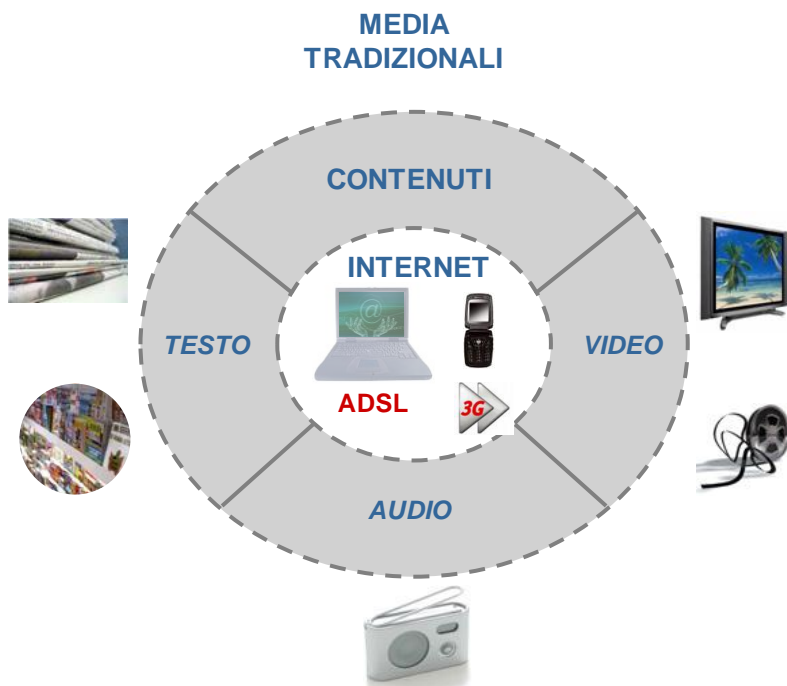 MEDIA
TRADIZIONALI
CONTENUTI
INTERNET
@
TESTO
VIDEO
ADSL
3G
AUDIO